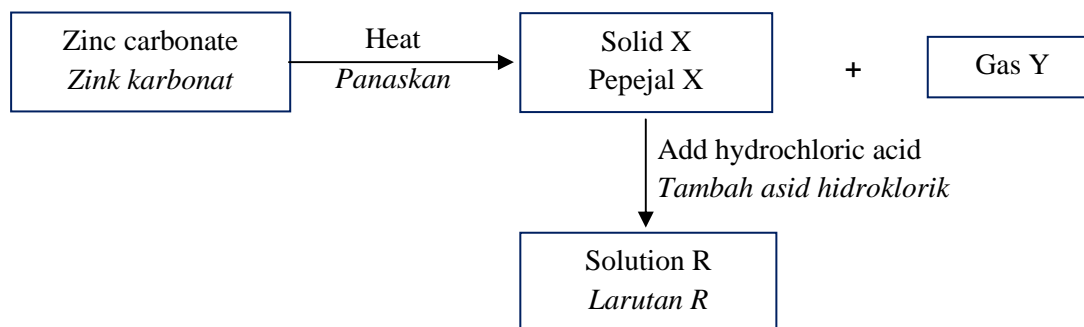 Zinc carbonate
Zink karbonat
Heat
Panaskan
Solid X
Pepejal X
+
Gas Y
Add hydrochloric acid
Tambah asid hidroklorik
Solution R
Larutan R